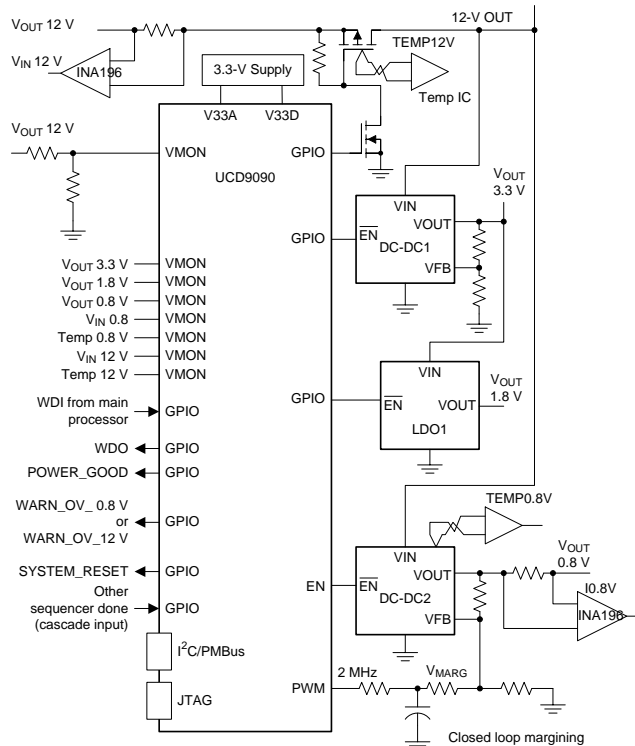 VOUT 12 V
12-V OUT
TEMP12V
VIN 12 V
INA196
3.3-V Supply
Temp IC
V33A
V33D
VOUT 12 V
VMON
GPIO
UCD9090
VOUT
3.3 V
VIN
VOUT
GPIO
EN
DC-DC1
VFB
VOUT 3.3 V
VMON
VOUT 1.8 V
VMON
VOUT 0.8 V
VMON
VIN 0.8
VMON
Temp 0.8 V
VMON
VIN 12 V
VMON
Temp 12 V
VMON
VIN
GPIO
EN
VOUT
VOUT
1.8 V
LDO1
WDI from main
processor
GPIO
WDO
GPIO
POWER_GOOD
GPIO
WARN_OV_ 0.8 V
or
WARN_OV_12 V
GPIO
TEMP0.8V
SYSTEM_RESET
GPIO
Other
sequencer done
(cascade input)
GPIO
VIN
EN
EN
VOUT
DC-DC2
VFB
VOUT
0.8 V
I0.8V
INA196
I2C/PMBus
JTAG
PWM
2 MHz
VMARG
Closed loop margining